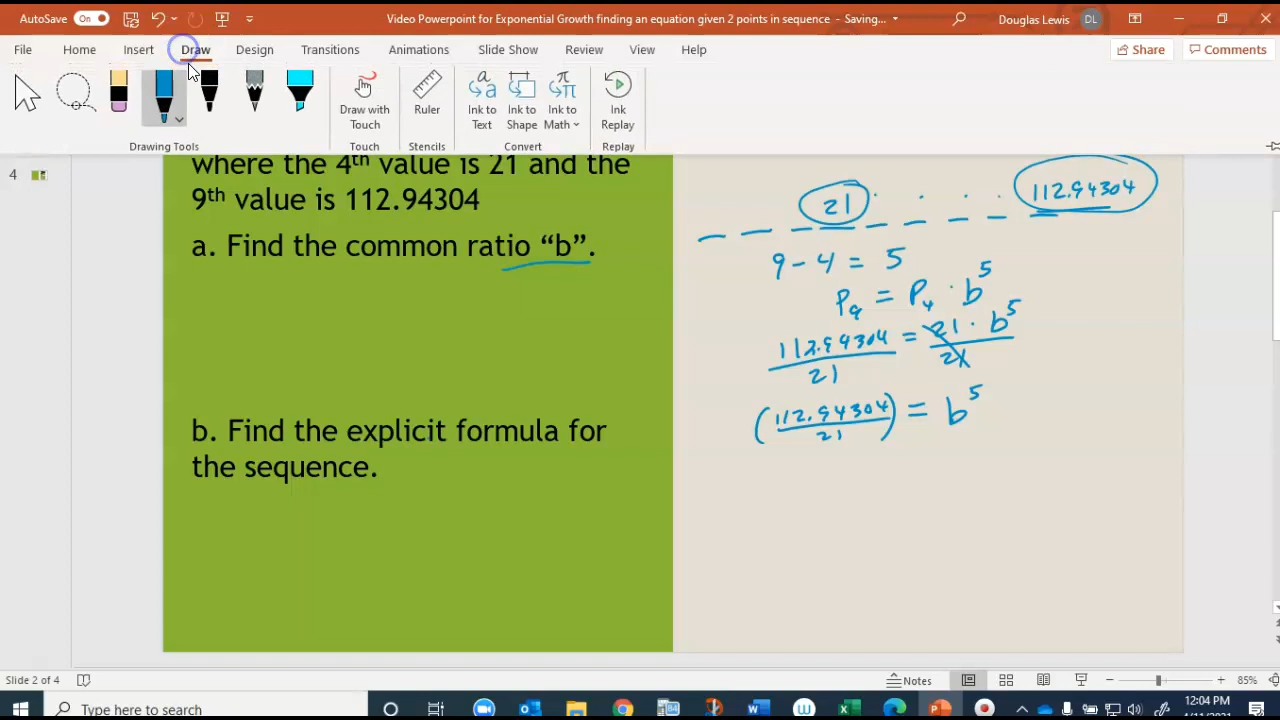 AutoSave On
Video Powerpoint for Exponential Growth finding an equation given 2 points in sequence - Saving...
Douglas Lewis DL
File Home Insert Draw Design Transitions Animations Slide Show Review View Help
Share Comments
Draw with Touch
Ruler
Ink to Text
Ink to Shape
Ink to Math
Ink Replay
Drawing Tools Touch Stencils Convert Replay
4
where the 4th value is 21 and the
9th value is 112.94304
a. Find the common ratio “b”.
b. Find the explicit formula for
the sequence.
21 112.94304
9 - 4 = 5
P9 = P4 · b^5
112.94304/21 = 21 · b^5/21
(112.94304/21) = b^5
Slide 2 of 4
Notes
85%
Type here to search
12:04 PM